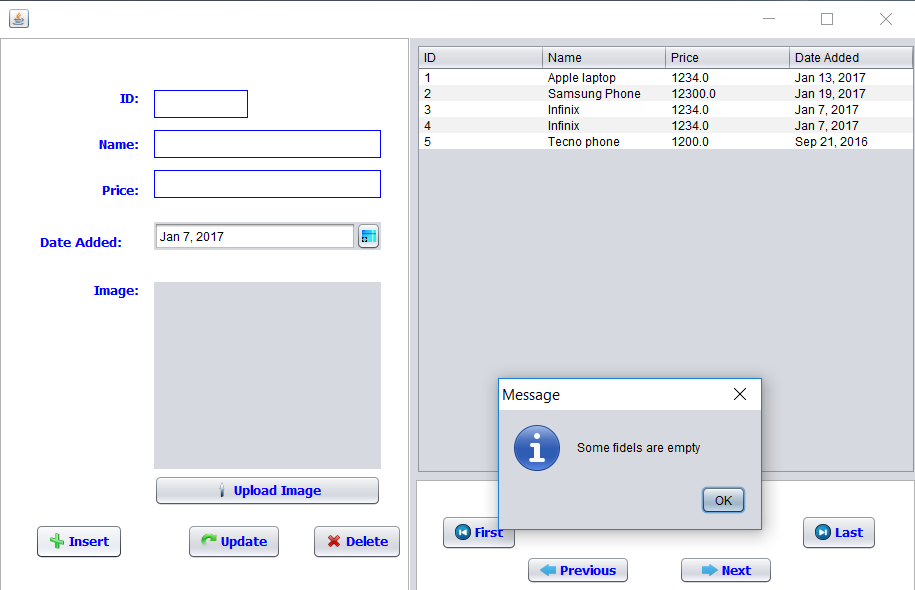 ID:
Name:
Price:
Date Added:
Jan 7, 2017
Image:
Upload Image
Insert
Update
Delete
ID Name Price Date Added
1 Apple laptop 1234.0 Jan 13, 2017
2 Samsung Phone 12300.0 Jan 19, 2017
3 Infinix 1234.0 Jan 7, 2017
4 Infinix 1234.0 Jan 7, 2017
5 Tecno phone 1200.0 Sep 21, 2016
Message
Some fidels are empty
OK
First
Last
Previous
Next